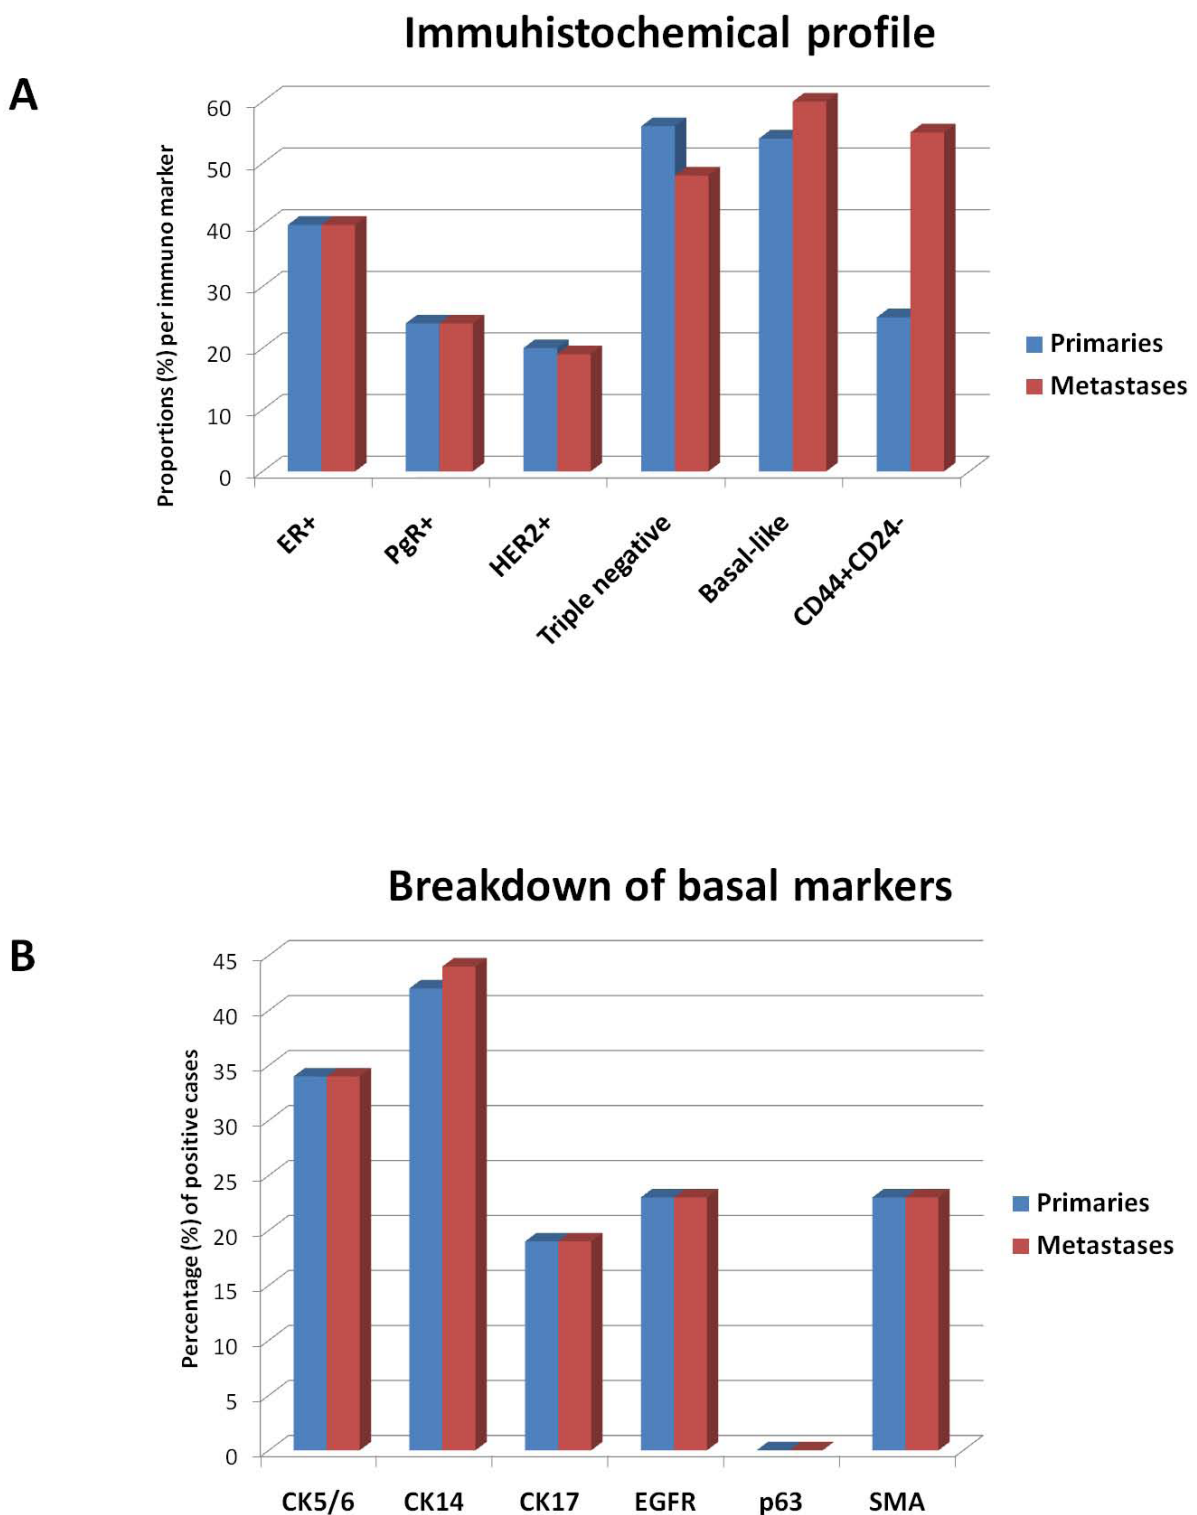 Immuhistochemical profile
A
Proportions (%) per immuno marker
60
50
40
30
20
10
0
ER+
PgR+
HER2+
Triple negative
Basal-like
CD44+CD24-
Primaries
Metastases
Breakdown of basal markers
B
Percentage (%) of positive cases
45
40
35
30
25
20
15
10
5
0
CK5/6
CK14
CK17
EGFR
p63
SMA
Primaries
Metastases